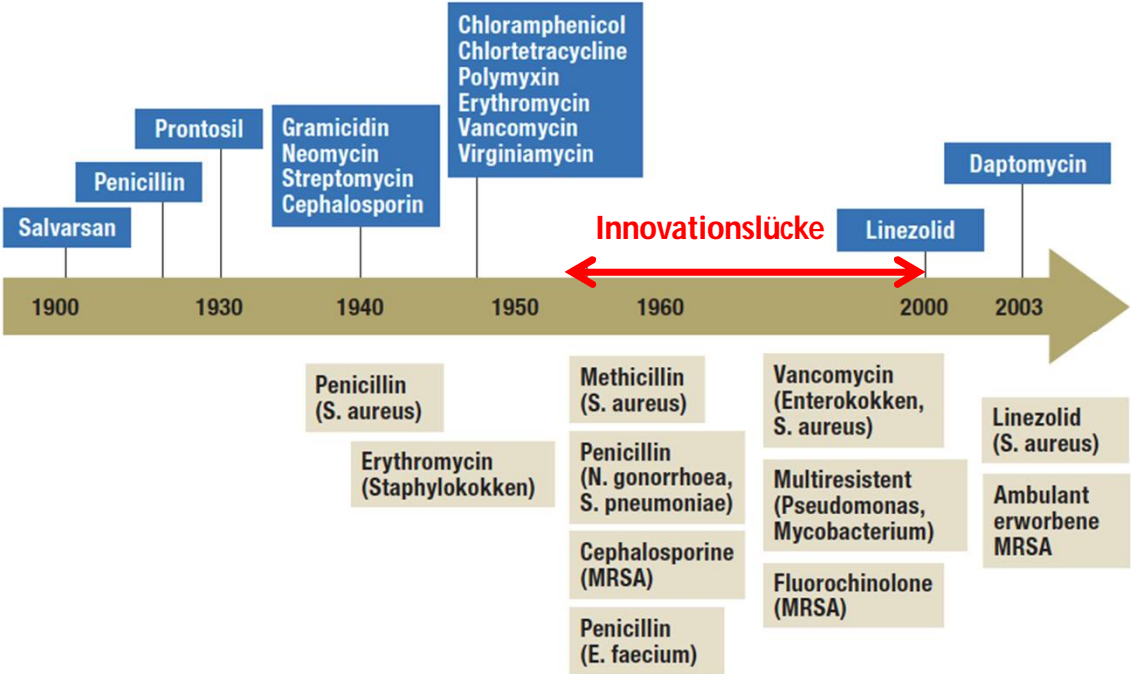 Chloramphenicol
Chlortetracycline
Polymyxin
Erythromycin
Vancomycin
Virginiamycin
Prontosil
Gramicidin
Neomycin
Streptomycin
Cephalosporin
Penicillin
Salvarsan
Daptomycin
Innovationslücke
Linezolid
1900
1930
1940
1950
1960
2000
2003
Penicillin
(S. aureus)
Erythromycin
(Staphylokokken)
Methicillin
(S. aureus)
Penicillin
(N. gonorrhoea,
S. pneumoniae)
Cephalosporine
(MRSA)
Penicillin
(E. faecium)
Vancomycin
(Enterokokken,
S. aureus)
Multiresistent
(Pseudomonas,
Mycobacterium)
Fluorochinolone
(MRSA)
Linezolid
(S. aureus)
Ambulant
erworbene
MRSA